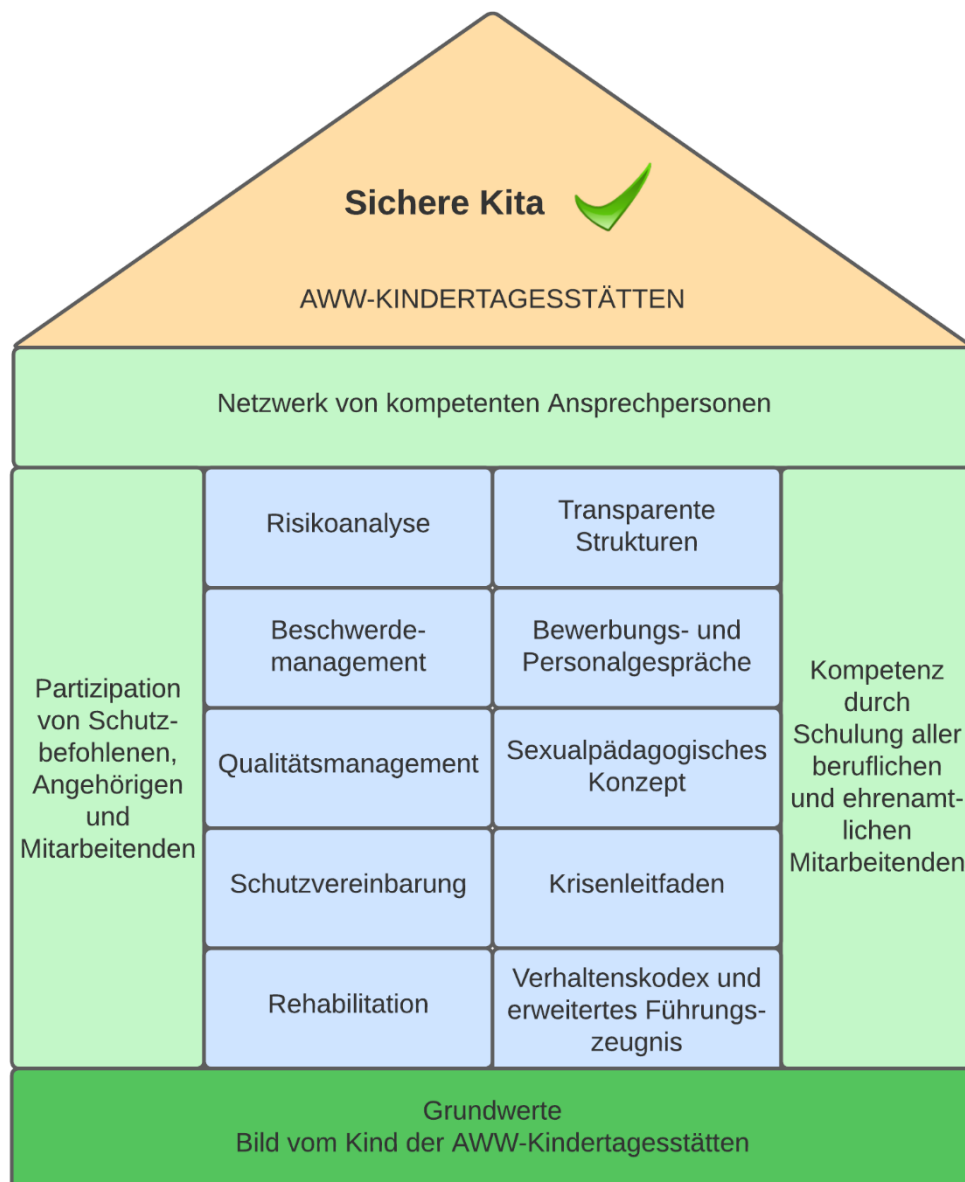 Sichere Kita
AWW-KINDERTAGESSTÄTTEN
Netzwerk von kompetenten Ansprechpersonen
Partizipation
von Schutz-
befohlenen,
Angehörigen
und
Mitarbeitenden
Risikoanalyse
Transparente
Strukturen
Beschwerde-
management
Bewerbungs- und
Personalgespräche
Qualitätsmanagement
Sexualpädagogisches
Konzept
Schutzvereinbarung
Krisenleitfaden
Rehabilitation
Verhaltenskodex und
erweitertes Führungs-
zeugnis
Kompetenz
durch
Schulung aller
beruflichen
und ehrenamt-
lichen
Mitarbeitenden
Grundwerte
Bild vom Kind der AWW-Kindertagesstätten